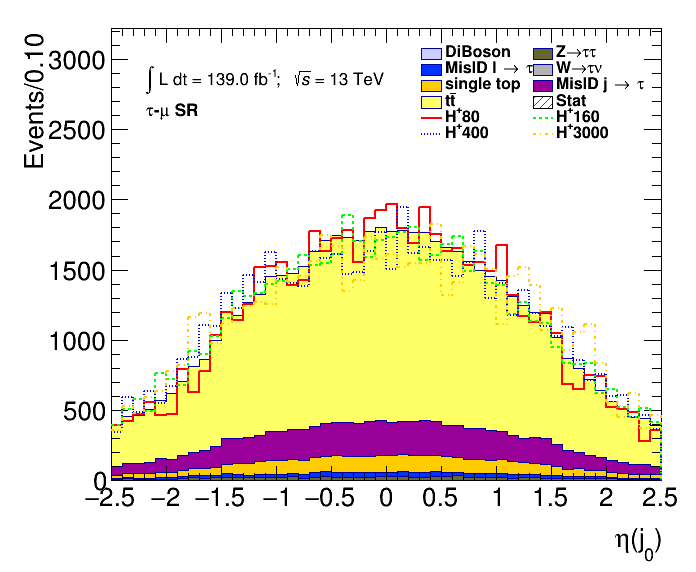 Events/0.10
3000
2500
2000
1500
1000
500
0
∫ L dt = 139.0 fb⁻¹; √s = 13 TeV
τ-μ SR
DiBoson Z→ττ
MisID l → τ W→τν
single top MisID j → τ
tt̄ Stat
H⁺80 H⁺160
H⁺400 H⁺3000
−2.5 −2 −1.5 −1 −0.5 0 0.5 1 1.5 2 2.5
η(j₀)